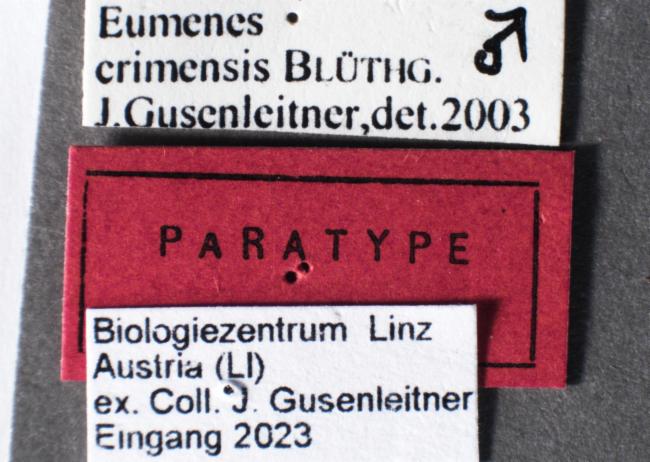 Eumenes ♂
crimensis BLÜTHG.
J.Gusenleitner,det.2003
PARATYPE
Biologiezentrum Linz
Austria (LI)
ex. Coll. J. Gusenleitner
Eingang 2023